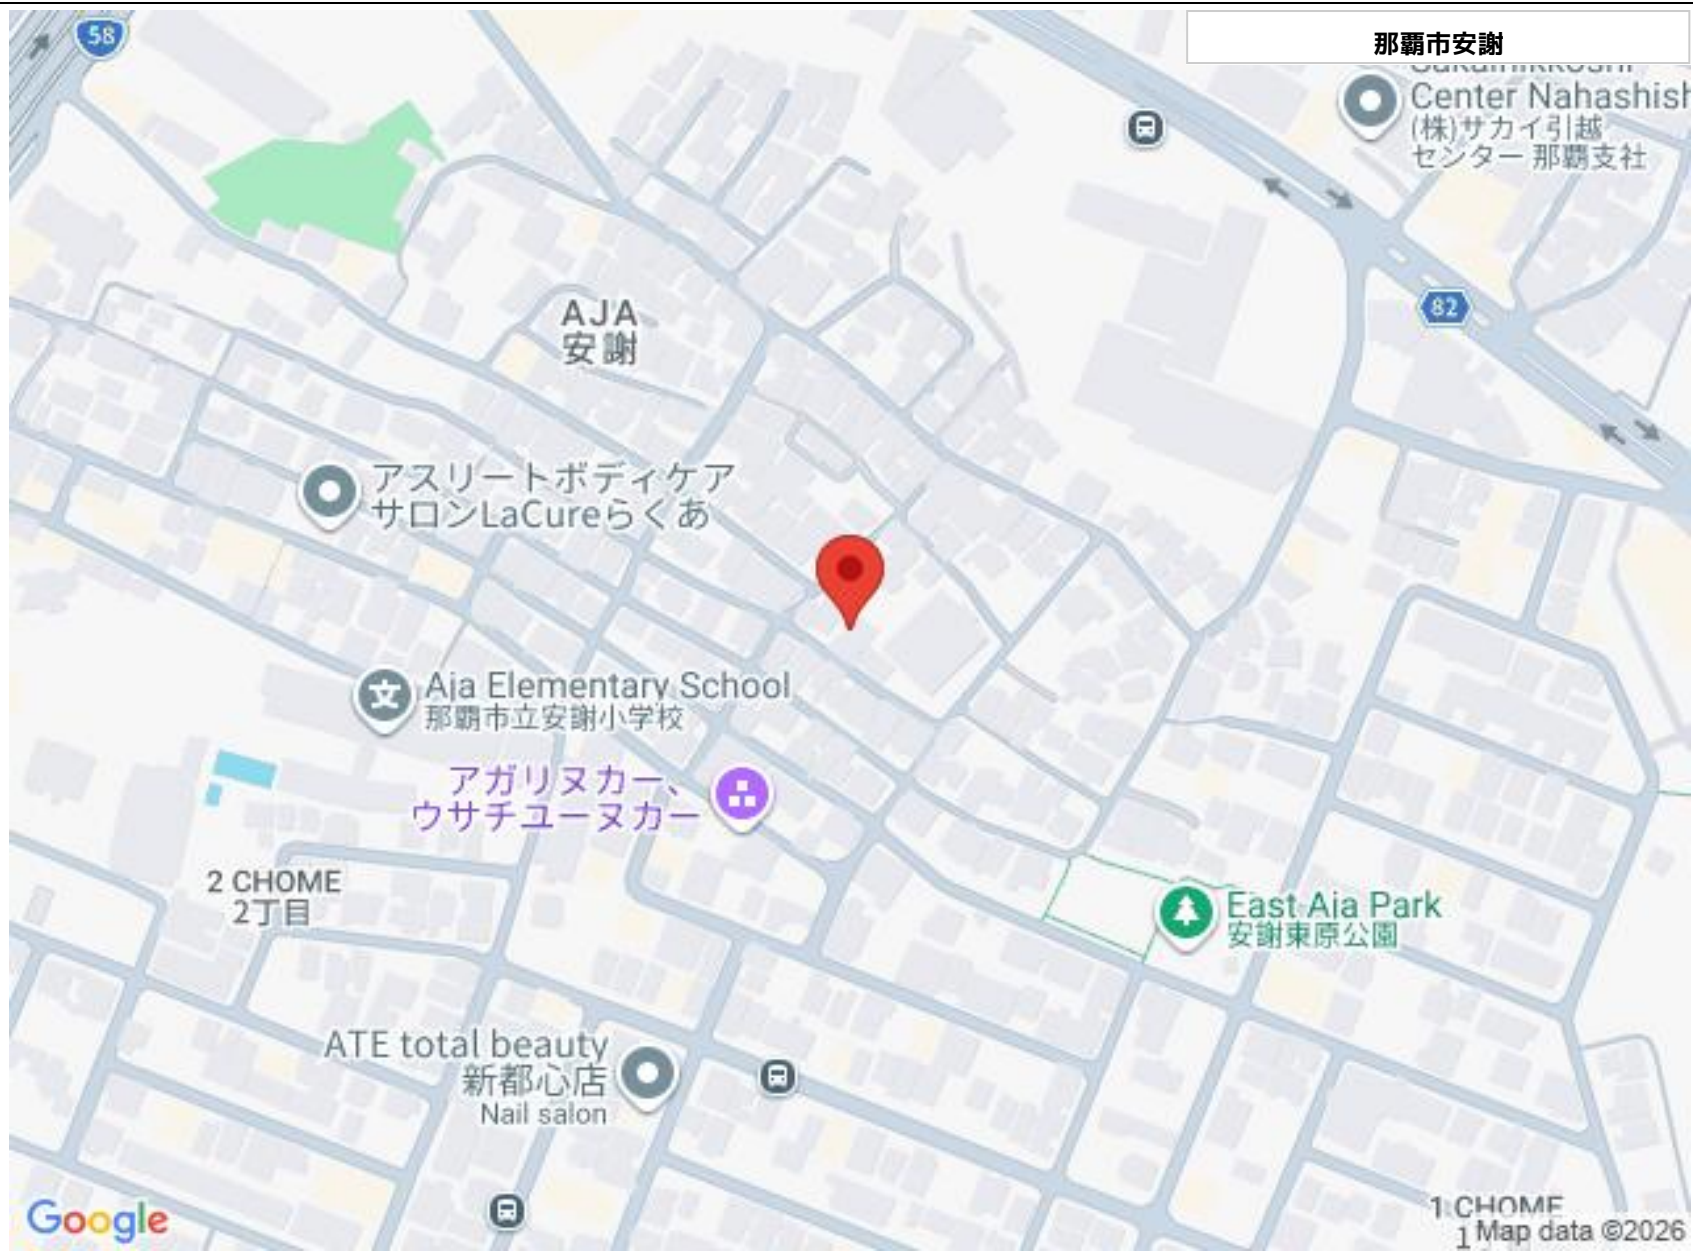 58
那覇市安謝
Center Nahashish
(株)サカイ引越
センター 那覇支社
82
AJA
安謝
アスリートボディケア
サロンLaCureらくあ
Aja Elementary School
那覇市立安謝小学校
文
アガリヌカー、
ウサチユーヌカー
2 CHOME
2丁目
East Aja Park
安謝東原公園
ATE total beauty
新都心店
Nail salon
1 CHOME
1
Google
Map data ©2026